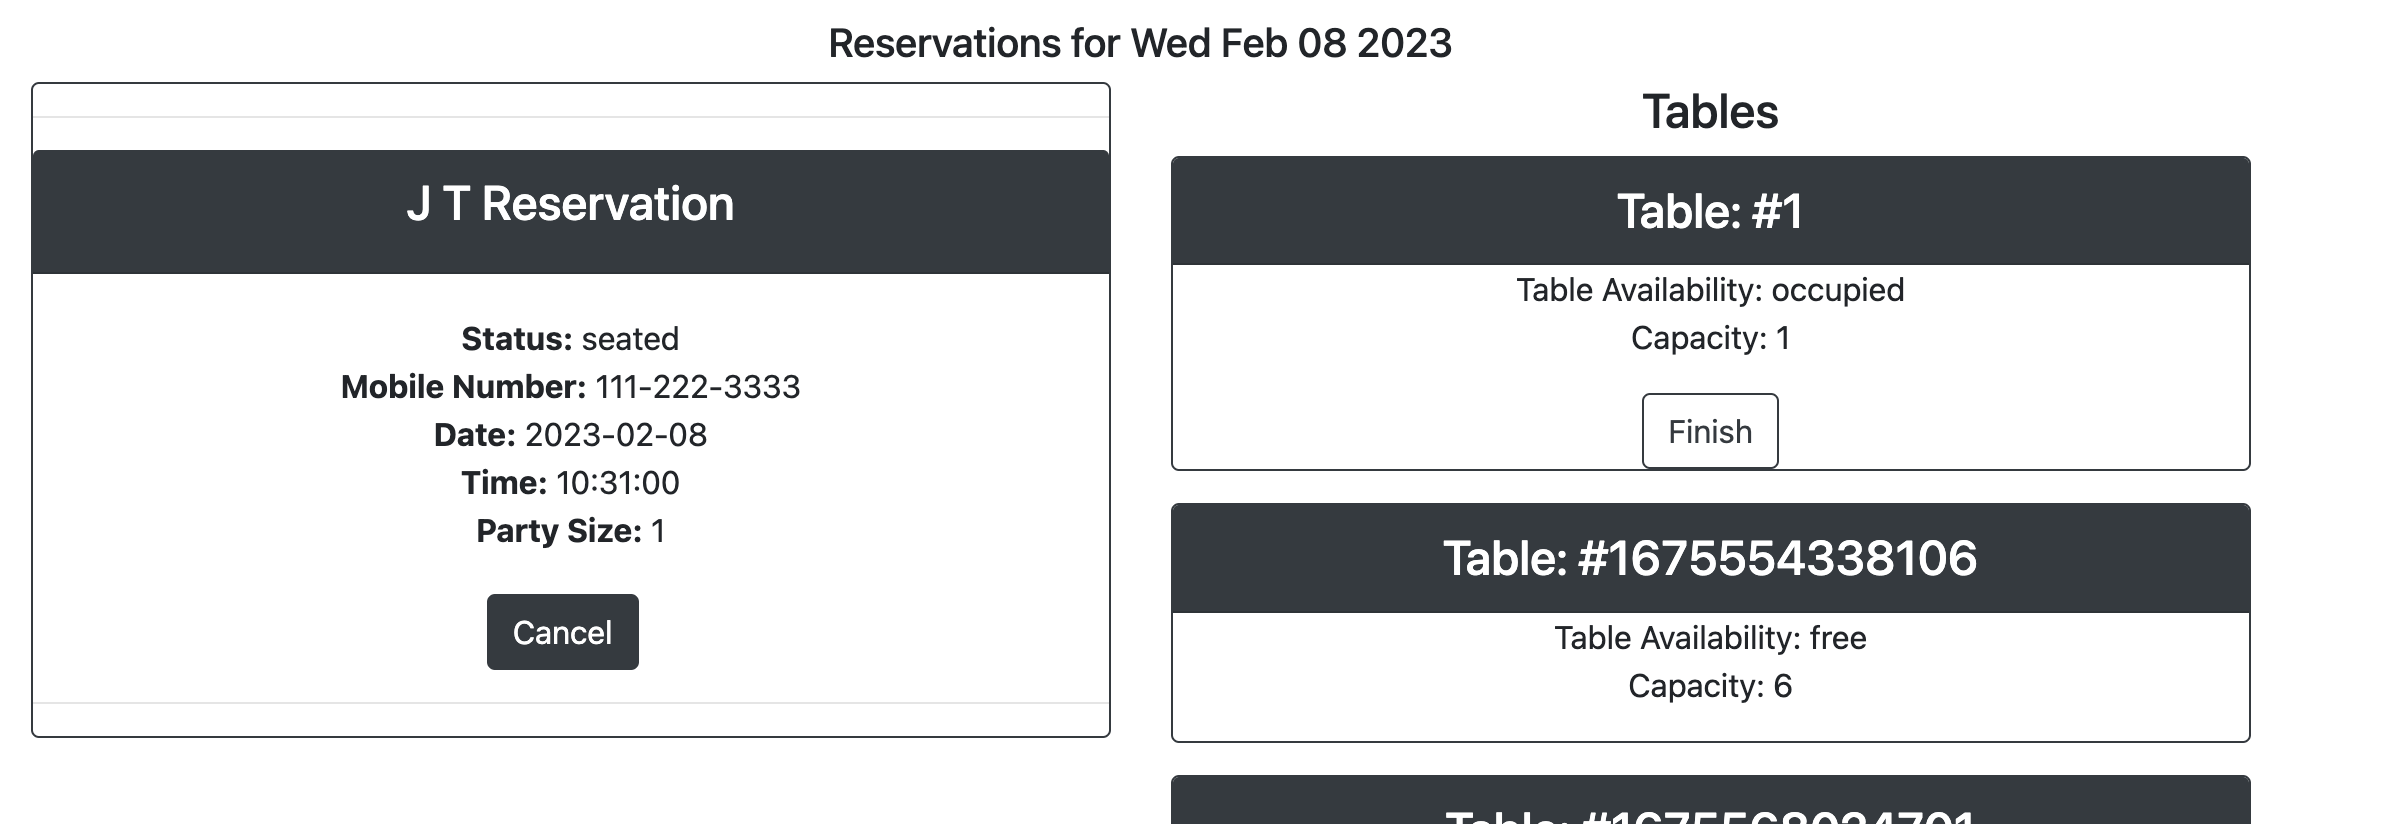 Reservations for Wed Feb 08 2023
J T Reservation
Status: seated
Mobile Number: 111-222-3333
Date: 2023-02-08
Time: 10:31:00
Party Size: 1
Cancel
Tables
Table: #1
Table Availability: occupied
Capacity: 1
Finish
Table: #1675554338106
Table Availability: free
Capacity: 6
Table: